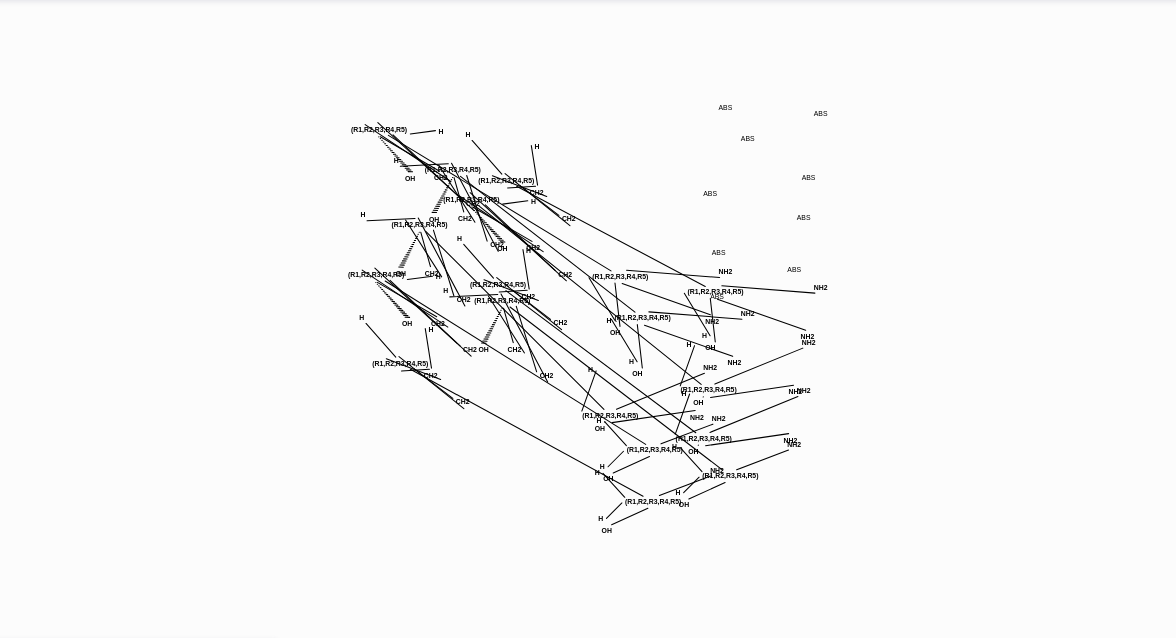 ABS
ABS
(R1,R2,R3,R4,R5) H
H
ABS
H
H
(R1,R2,R3,R4,R5)
OH CH2
(R1,R2,R3,R4,R5)
ABS
CH2
ABS
(R1,R2,R3,R4,R5) H
H
OH CH2 CH2
ABS
(R1,R2,R3,R4,R5)
H
CH2 OH CH2
H
ABS
ABS
(R1,R2,R3,R4,R5) OH CH2 H
CH2
(R1,R2,R3,R4,R5) NH2
(R1,R2,R3,R4,R5)
NH2
H
(R1,R2,R3,R4,R5)
ABS
CH2 (R1,R2,R3,R4,R5) CH2
NH2
H
(R1,R2,R3,R4,R5)
H
NH2
OH CH2 CH2
H
OH
H
NH2
NH2
H
OH
CH2 OH CH2
(R1,R2,R3,R4,R5)
H
NH2
NH2
H
OH
CH2 CH2
(R1,R2,R3,R4,R5)
NH2 NH2
H
CH2
OH
(R1,R2,R3,R4,R5)
NH2 NH2
H
OH
(R1,R2,R3,R4,R5)
NH2
NH2
H
(R1,R2,R3,R4,R5)
OH
H
H
NH2
(R1,R2,R3,R4,R5)
OH
H
(R1,R2,R3,R4,R5) OH
H
OH